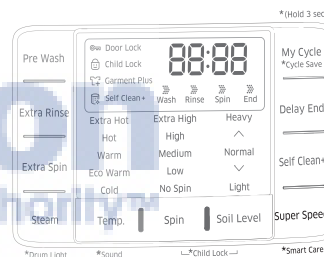 *(Hold 3 sec
Pre Wash
Door Lock
Child Lock
Garment Plus
Self Clean+
88:88
Wash Rinse Spin End
My Cycle
*Cycle Save
Extra Rinse
Extra Hot Extra High Heavy
Delay End
Hot High
Warm Medium Normal
Extra Spin
Eco Warm Low
Self Clean+
Cold No Spin Light
Steam Temp. Spin Soil Level Super Speed
*Drum Light *Sound *Child Lock *Smart Care
on
hority™